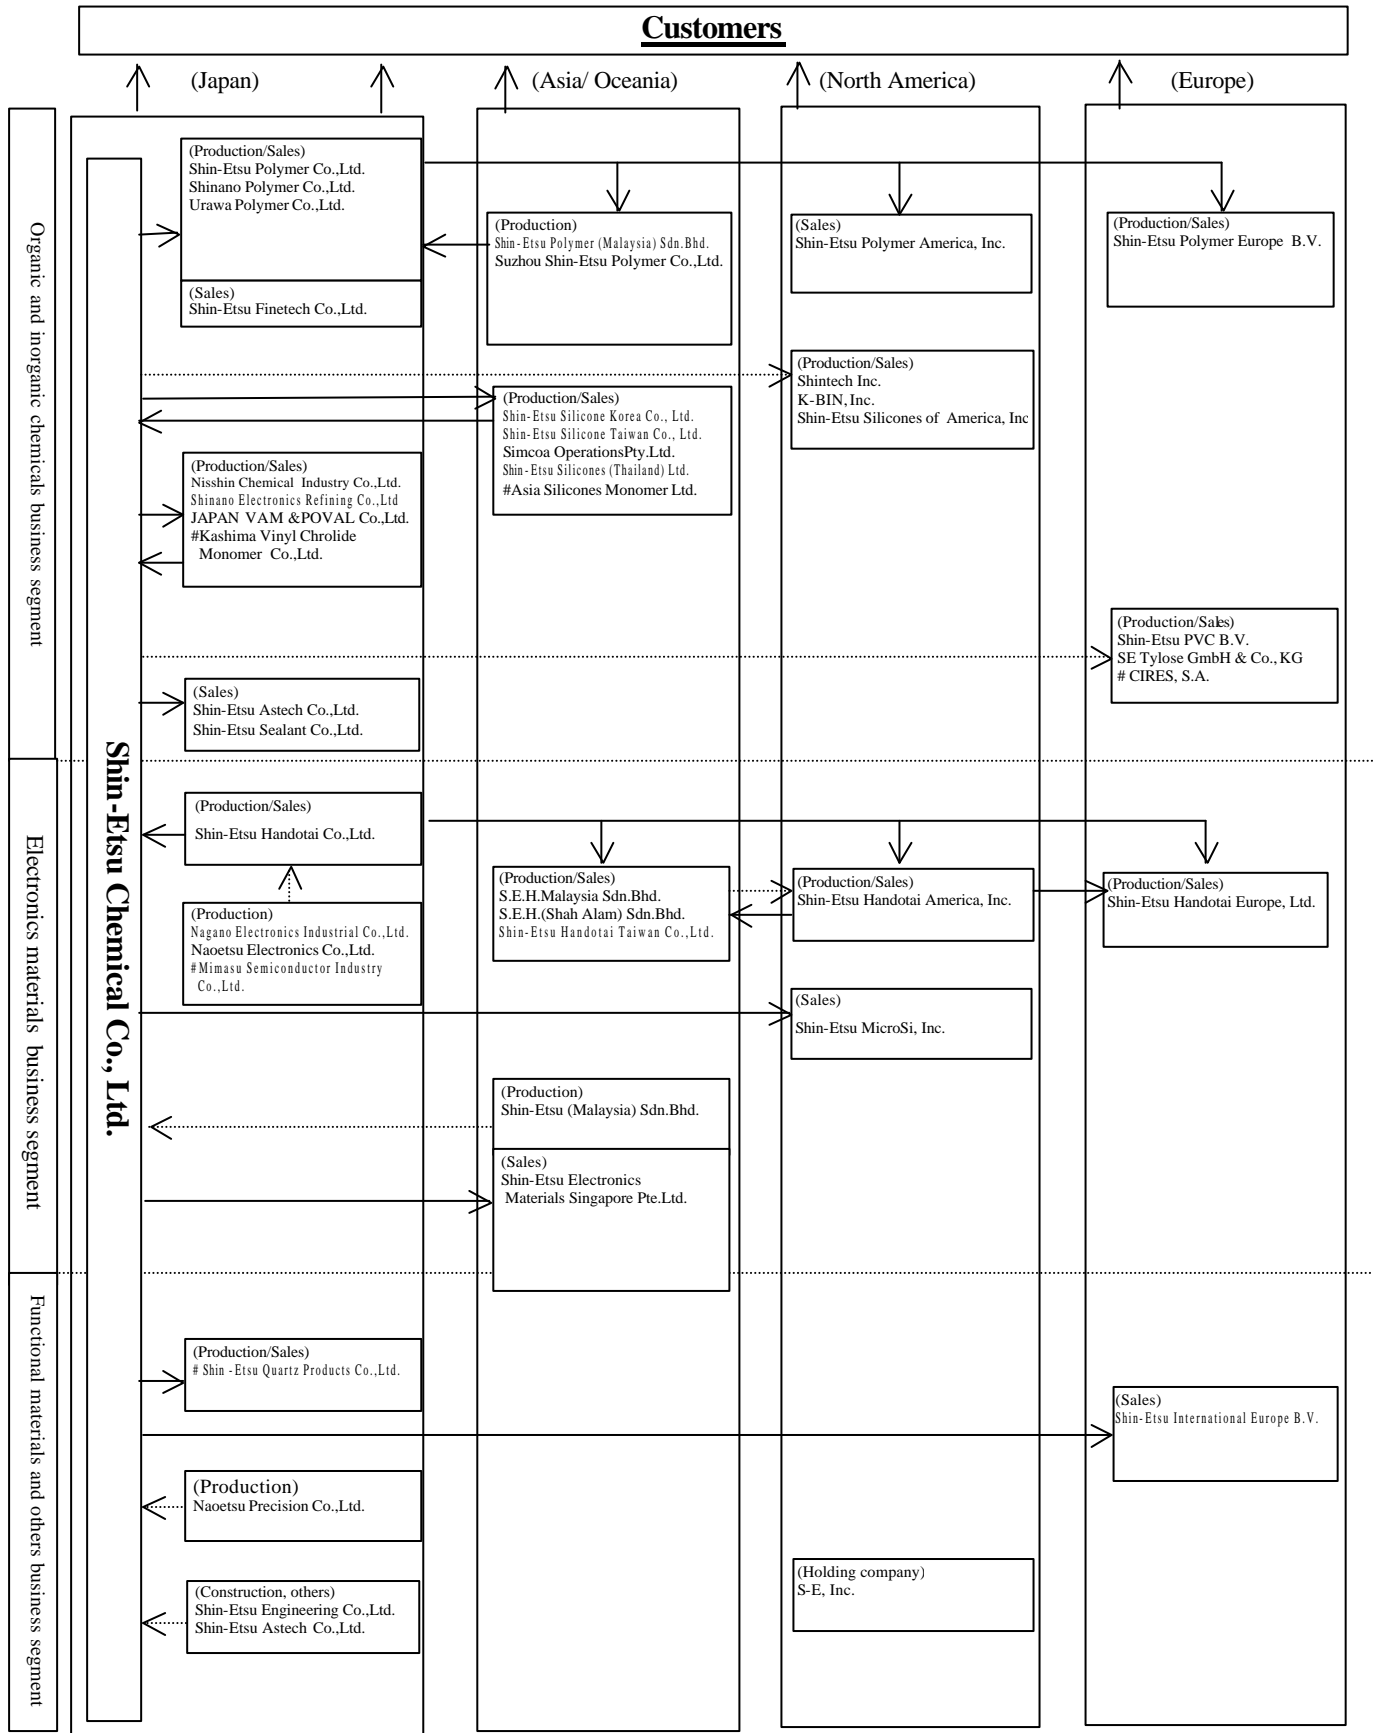 Customers
(Japan)
(Asia/ Oceania)
(North America)
(Europe)
Organic and inorganic chemicals business segment
Electronics materials business segment
Functional materials and others business segment
Shin-Etsu Chemical Co., Ltd.
(Production/Sales)
Shin-Etsu Polymer Co.,Ltd.
Shinano Polymer Co.,Ltd.
Urawa Polymer Co.,Ltd.
(Sales)
Shin-Etsu Finetech Co.,Ltd.
(Production)
Shin-Etsu Polymer (Malaysia) Sdn.Bhd.
Suzhou Shin-Etsu Polymer Co.,Ltd.
(Sales)
Shin-Etsu Polymer America, Inc.
(Production/Sales)
Shin-Etsu Polymer Europe B.V.
(Production/Sales)
Shintech Inc.
K-BIN, Inc.
Shin-Etsu Silicones of America, Inc
(Production/Sales)
Shin-Etsu Silicone Korea Co., Ltd.
Shin-Etsu Silicone Taiwan Co., Ltd.
Simcoa OperationsPty.Ltd.
Shin-Etsu Silicones (Thailand) Ltd.
#Asia Silicones Monomer Ltd.
(Production/Sales)
Nisshin Chemical Industry Co.,Ltd.
Shinano Electronics Refining Co.,Ltd
JAPAN VAM &POVAL Co.,Ltd.
#Kashima Vinyl Chrolide
Monomer Co.,Ltd.
(Production/Sales)
Shin-Etsu PVC B.V.
SE Tylose GmbH & Co., KG
# CIRES, S.A.
(Sales)
Shin-Etsu Astech Co.,Ltd.
Shin-Etsu Sealant Co.,Ltd.
(Production/Sales)
Shin-Etsu Handotai Co.,Ltd.
(Production)
Nagano Electronics Industrial Co.,Ltd.
Naoetsu Electronics Co.,Ltd.
#Mimasu Semiconductor Industry
Co.,Ltd.
(Production/Sales)
S.E.H.Malaysia Sdn.Bhd.
S.E.H.(Shah Alam) Sdn.Bhd.
Shin-Etsu Handotai Taiwan Co.,Ltd.
(Production/Sales)
Shin-Etsu Handotai America, Inc.
(Production/Sales)
Shin-Etsu Handotai Europe, Ltd.
(Sales)
Shin-Etsu MicroSi, Inc.
(Production)
Shin-Etsu (Malaysia) Sdn.Bhd.
(Sales)
Shin-Etsu Electronics
Materials Singapore Pte.Ltd.
(Production/Sales)
# Shin -Etsu Quartz Products Co.,Ltd.
(Sales)
Shin-Etsu International Europe B.V.
(Production)
Naoetsu Precision Co.,Ltd.
(Holding company)
S-E, Inc.
(Construction, others)
Shin-Etsu Engineering Co.,Ltd.
Shin-Etsu Astech Co.,Ltd.